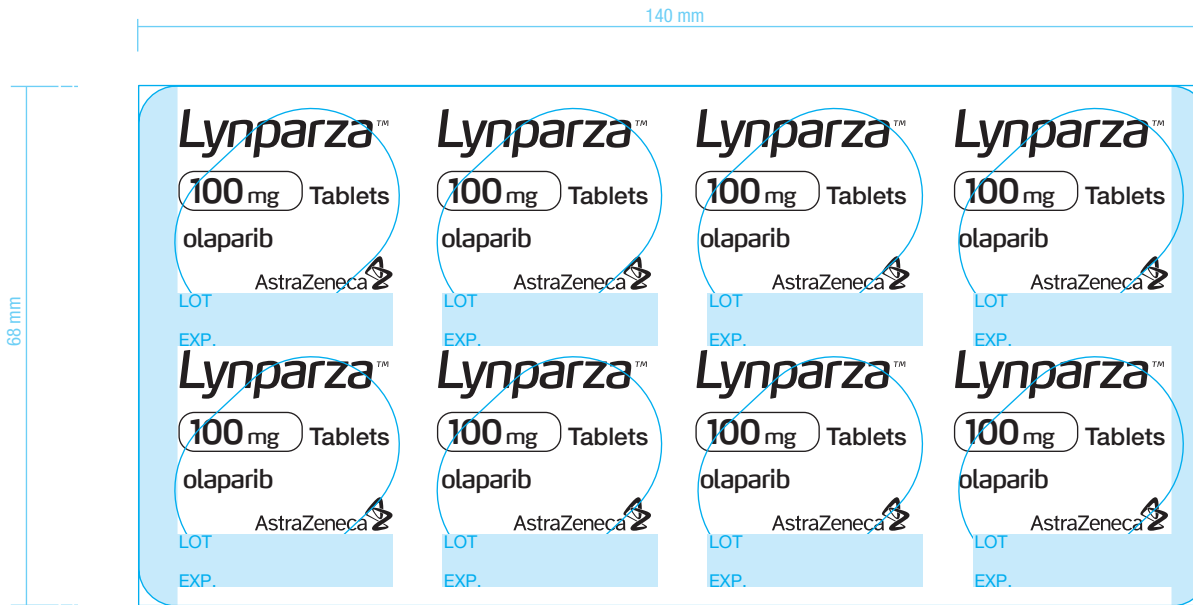 140 mm
68 mm
Lynparza™ Lynparza™ Lynparza™ Lynparza™
100 mg Tablets 100 mg Tablets 100 mg Tablets 100 mg Tablets
olaparib olaparib olaparib olaparib
AstraZeneca AstraZeneca AstraZeneca AstraZeneca
LOT LOT LOT LOT
EXP. EXP. EXP. EXP.
Lynparza™ Lynparza™ Lynparza™ Lynparza™
100 mg Tablets 100 mg Tablets 100 mg Tablets 100 mg Tablets
olaparib olaparib olaparib olaparib
AstraZeneca AstraZeneca AstraZeneca AstraZeneca
LOT LOT LOT LOT
EXP. EXP. EXP. EXP.